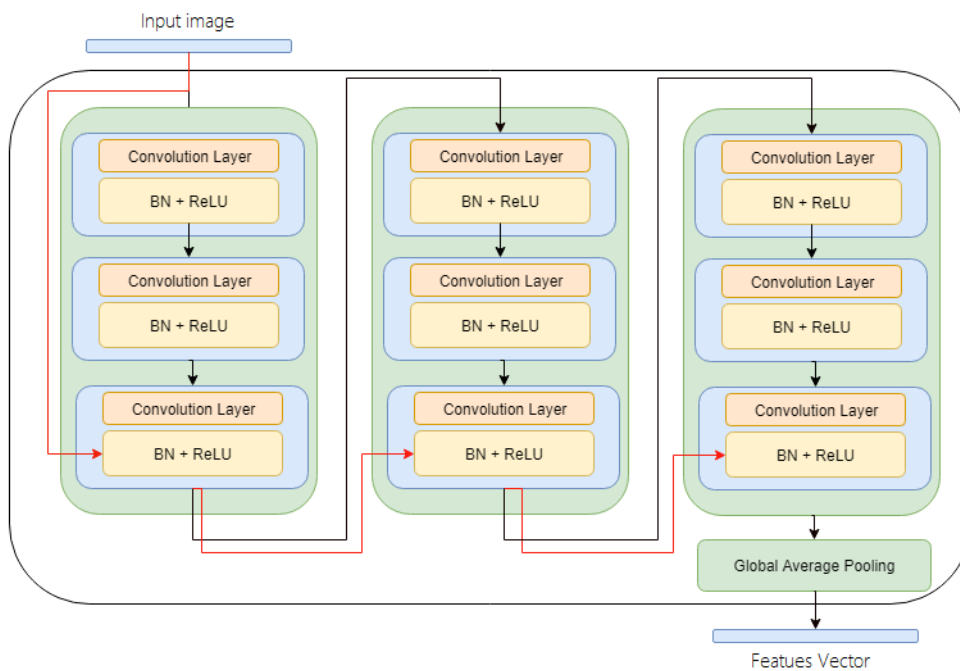 Input image
Convolution Layer
BN + ReLU
Convolution Layer
BN + ReLU
Convolution Layer
BN + ReLU
Convolution Layer
BN + ReLU
Convolution Layer
BN + ReLU
Convolution Layer
BN + ReLU
Convolution Layer
BN + ReLU
Convolution Layer
BN + ReLU
Convolution Layer
BN + ReLU
Global Average Pooling
Featues Vector